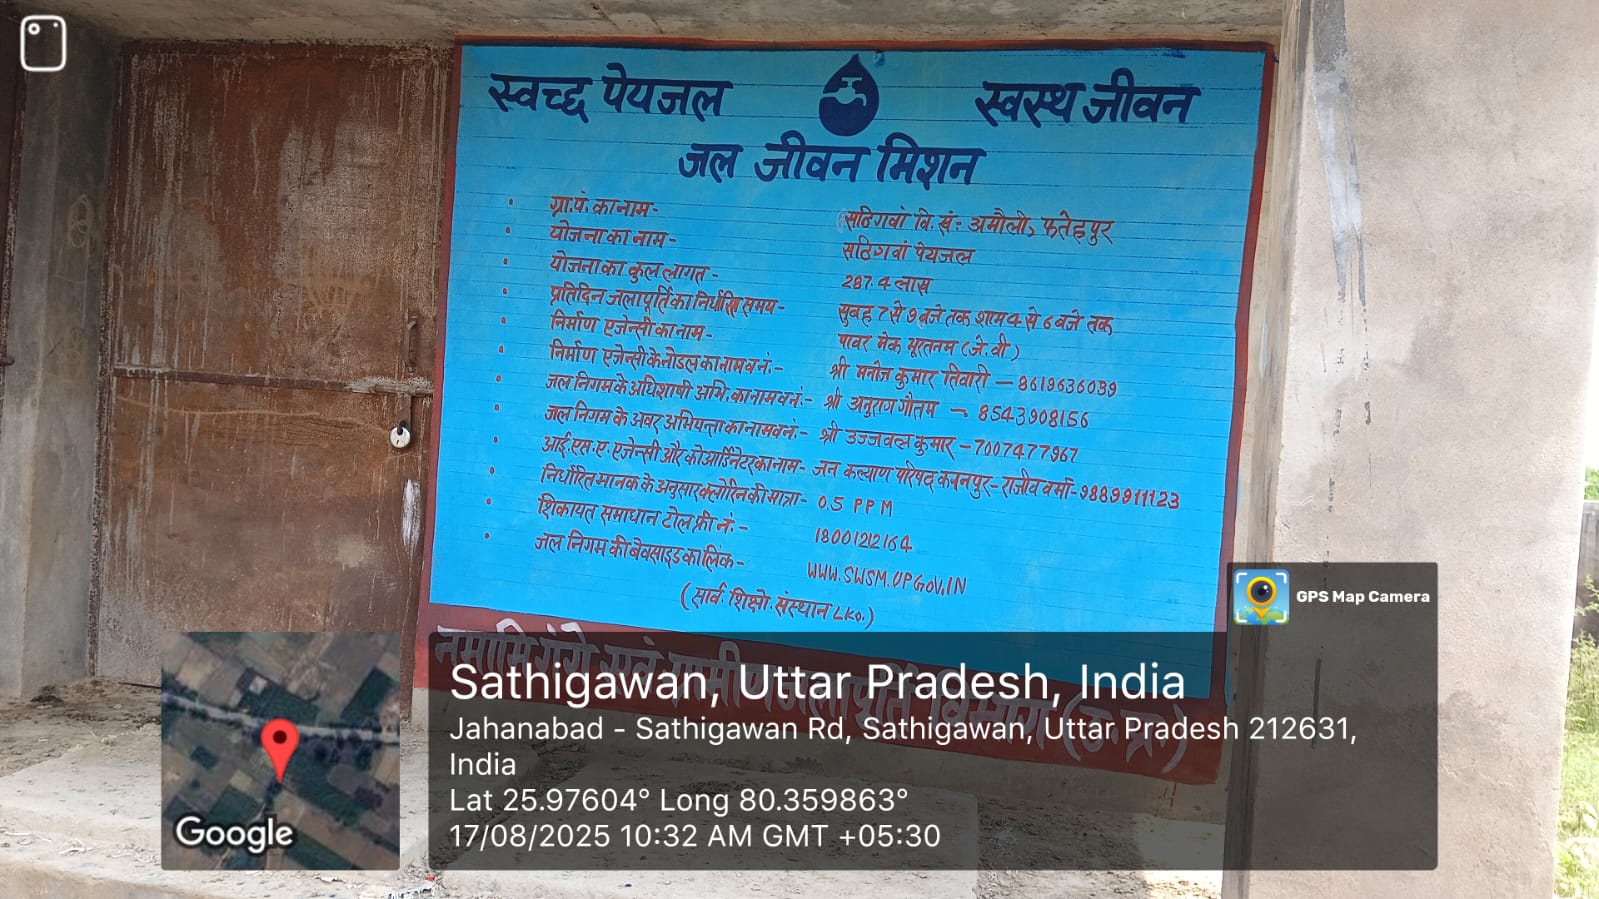 स्वच्छ पेयजल स्वस्थ जीवन
जल जीवन मिशन
ग्रा.पं. का नाम- सठिगवां वि. खं: अमौली, फतेहपुर
योजना का नाम- सठिगवां पेयजल
योजना का कुल लागत- 287.4 लाख
प्रतिदिन जलापूर्ति का निर्धारित समय- सुबह 7 से 9 बजे तक शाम 4 से 6 बजे तक
निर्माण एजेन्सी का नाम- पावर मेक भूरतनम (जे.वी)
निर्माण एजेन्सी के नोडल का नाम व नं:- श्री मनोज कुमार तिवारी - 8619636039
जल निगम के अधिशाषी अभि. का नाम व नं:- श्री अनुराग गौतम - 8543908156
जल निगम के अवर अभियन्ता का नाम व नं.- श्री उज्जवल कुमार - 7007477967
आई.एस.ए. एजेन्सी और कोआर्डिनेटर का नाम- जन कल्याण परिषद कानपुर- राजीव वर्मा-9889911123
निर्धारित मानक के अनुसार क्लोरिन की मात्रा- 0.5 PPM
शिकायत समाधान टोल फ्री नं.- 18001212164
जल निगम की बेवसाइड का लिंक- WWW.SWSM.UPGOV.IN
(सार्व. शिक्षो. संस्थान LKO.)
नमामि गंगे एवं ग्रामीण जलापूर्ति विभाग (उ.प्र.)
GPS Map Camera
Sathigawan, Uttar Pradesh, India
Jahanabad - Sathigawan Rd, Sathigawan, Uttar Pradesh 212631,
India
Lat 25.97604° Long 80.359863°
17/08/2025 10:32 AM GMT +05:30
Google